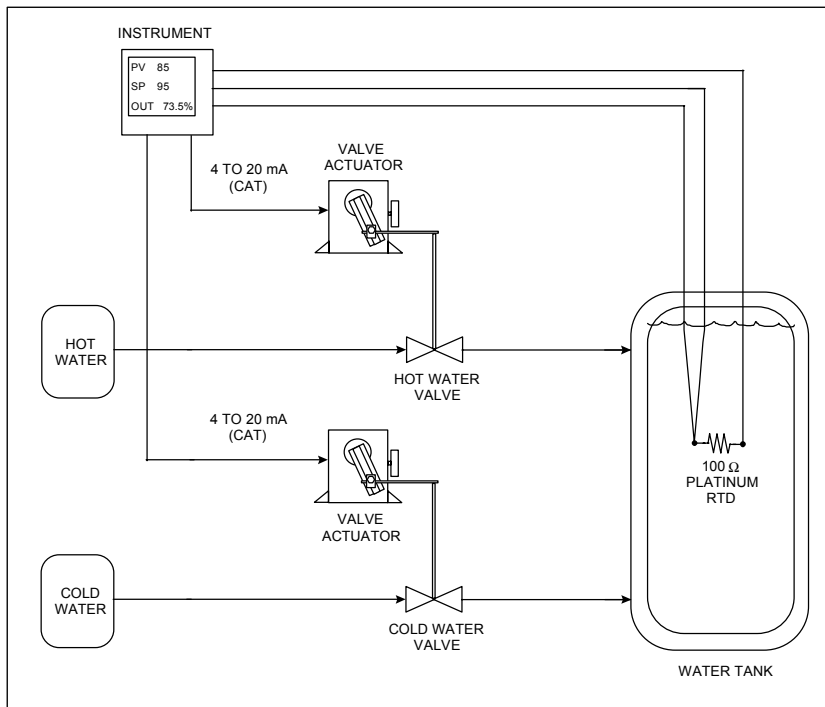 INSTRUMENT
PV 85
SP 95
OUT 73.5%
4 TO 20 mA
(CAT)
VALVE
ACTUATOR
HOT
WATER
HOT WATER
VALVE
4 TO 20 mA
(CAT)
VALVE
ACTUATOR
100 Ω
PLATINUM
RTD
COLD
WATER
COLD WATER
VALVE
WATER TANK